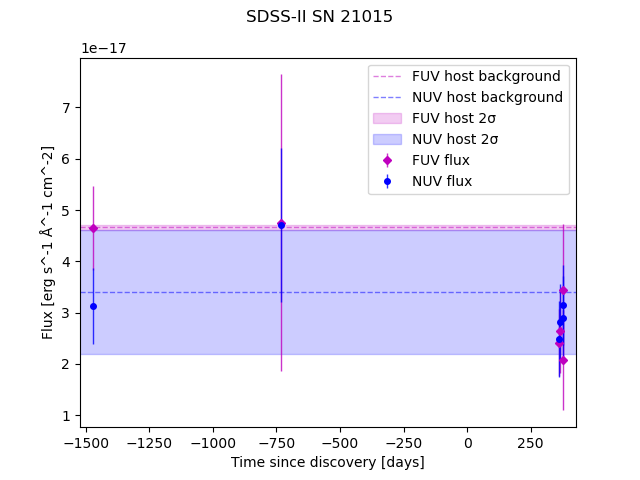 SDSS-II SN 21015
1e−17
FUV host background
NUV host background
FUV host 2σ
NUV host 2σ
FUV flux
NUV flux
Flux [erg s^-1 Å^-1 cm^-2]
7
6
5
4
3
2
1
−1500 −1250 −1000 −750 −500 −250 0 250
Time since discovery [days]